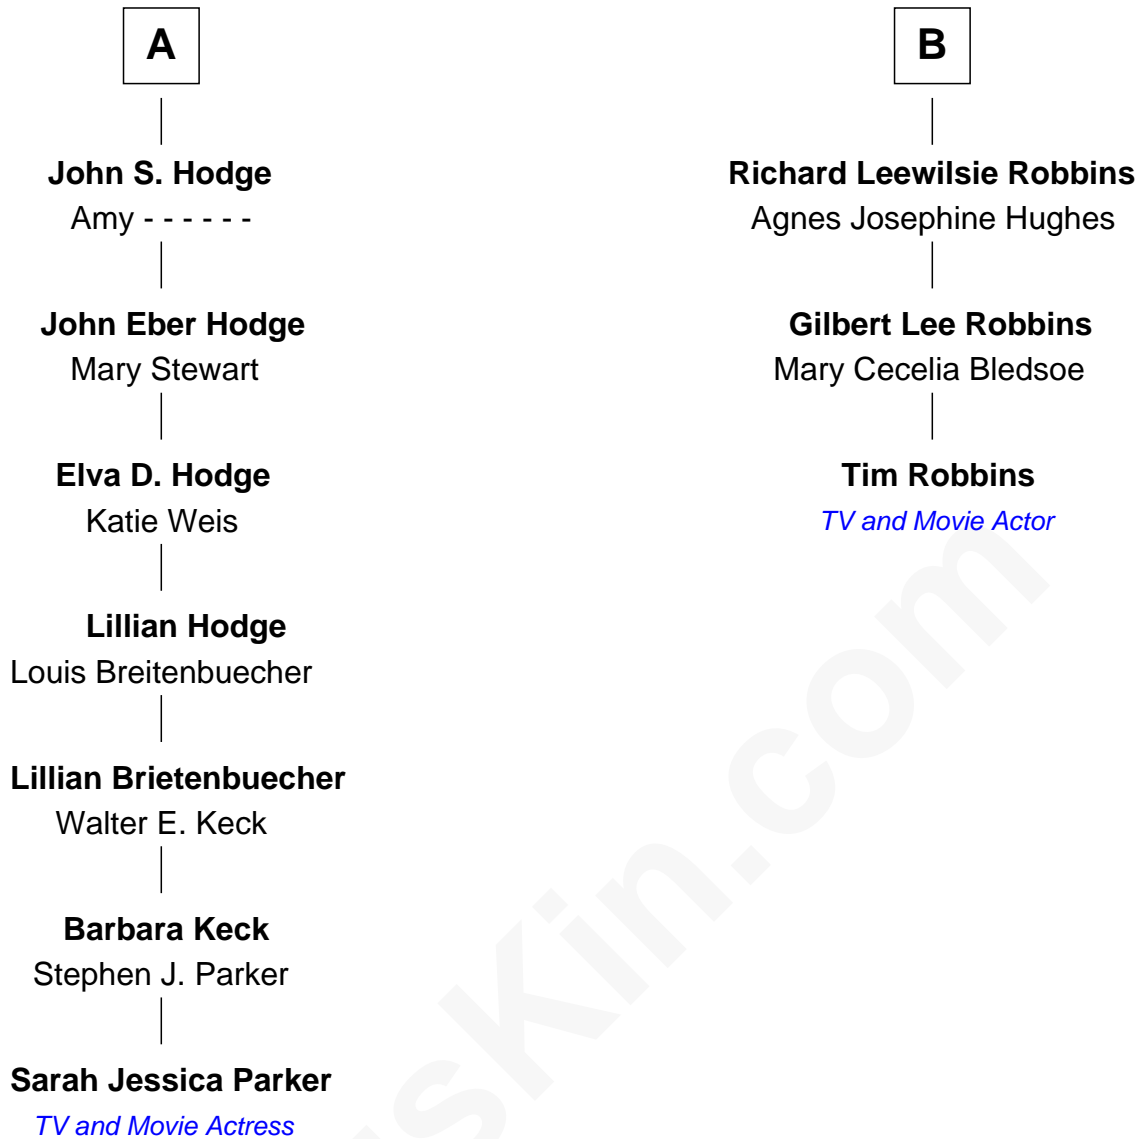 A
John S. Hodge
Amy - - - - - -
John Eber Hodge
Mary Stewart
Elva D. Hodge
Katie Weis
Lillian Hodge
Louis Breitenbuecher
Lillian Brietenbuecher
Walter E. Keck
Barbara Keck
Stephen J. Parker
Sarah Jessica Parker
TV and Movie Actress
B
Richard Leewilsie Robbins
Agnes Josephine Hughes
Gilbert Lee Robbins
Mary Cecelia Bledsoe
Tim Robbins
TV and Movie Actor
usKin.com